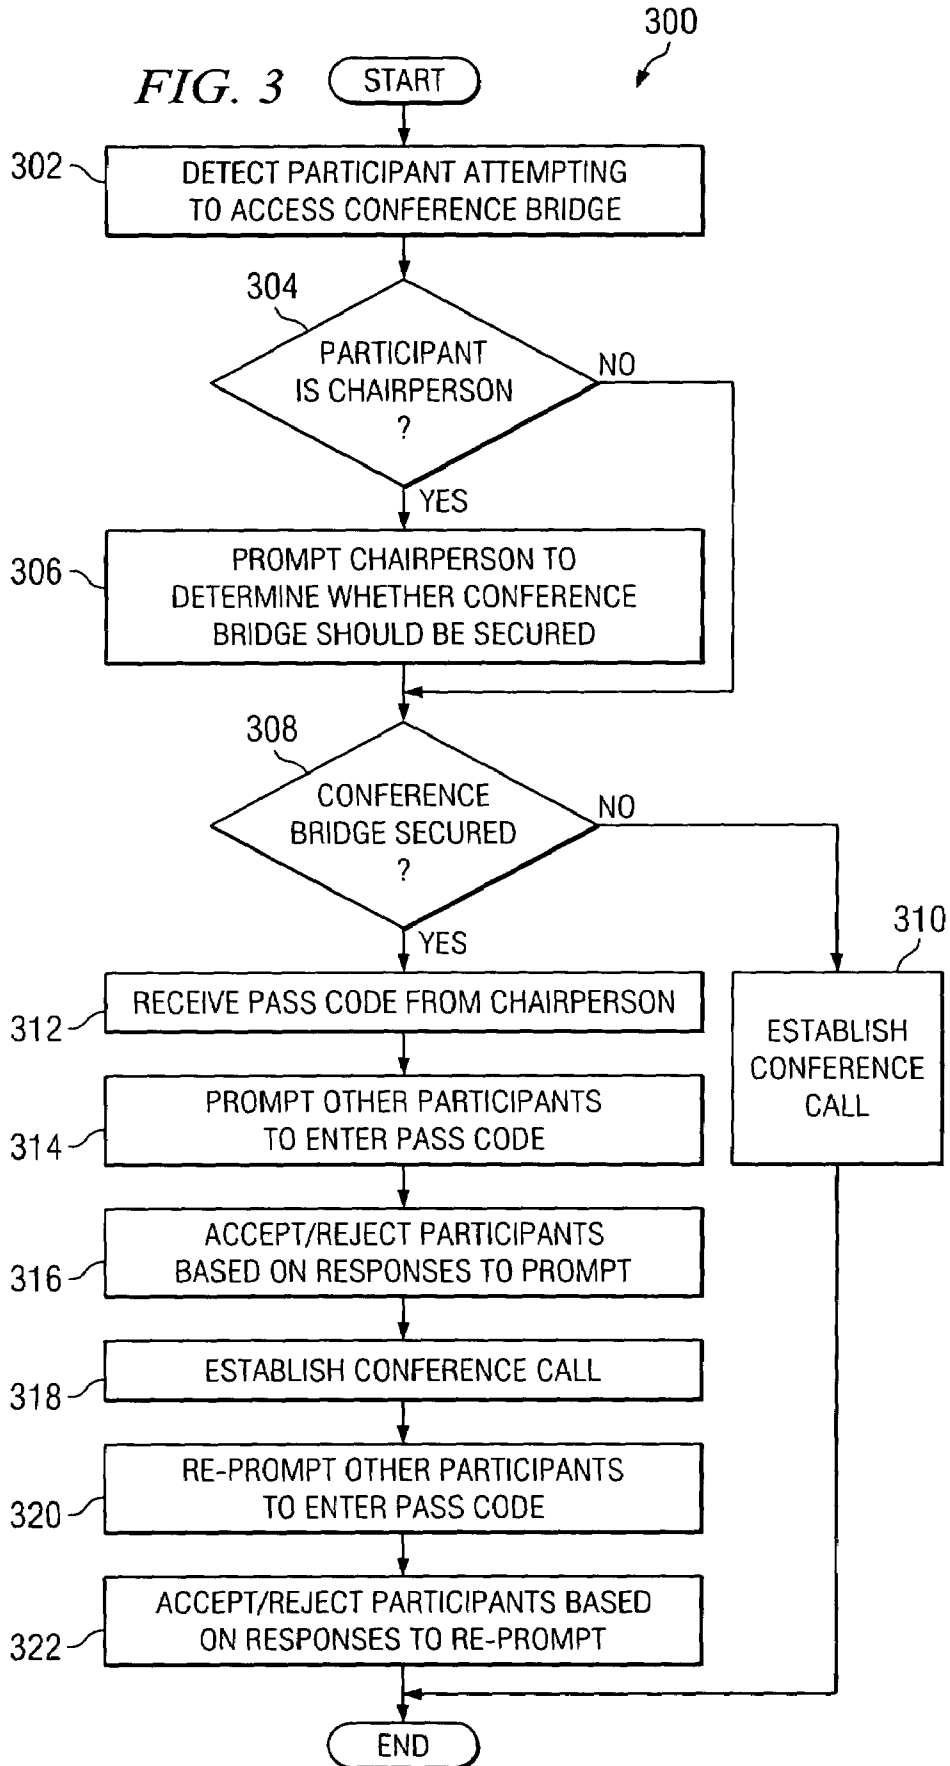 300
FIG. 3
START
302
DETECT PARTICIPANT ATTEMPTING
TO ACCESS CONFERENCE BRIDGE
304
PARTICIPANT
IS CHAIRPERSON
?
NO
YES
306
PROMPT CHAIRPERSON TO
DETERMINE WHETHER CONFERENCE
BRIDGE SHOULD BE SECURED
308
CONFERENCE
BRIDGE SECURED
?
NO
YES
310
ESTABLISH
CONFERENCE
CALL
312
RECEIVE PASS CODE FROM CHAIRPERSON
314
PROMPT OTHER PARTICIPANTS
TO ENTER PASS CODE
316
ACCEPT/REJECT PARTICIPANTS
BASED ON RESPONSES TO PROMPT
318
ESTABLISH CONFERENCE CALL
320
RE-PROMPT OTHER PARTICIPANTS
TO ENTER PASS CODE
322
ACCEPT/REJECT PARTICIPANTS BASED
ON RESPONSES TO RE-PROMPT
END